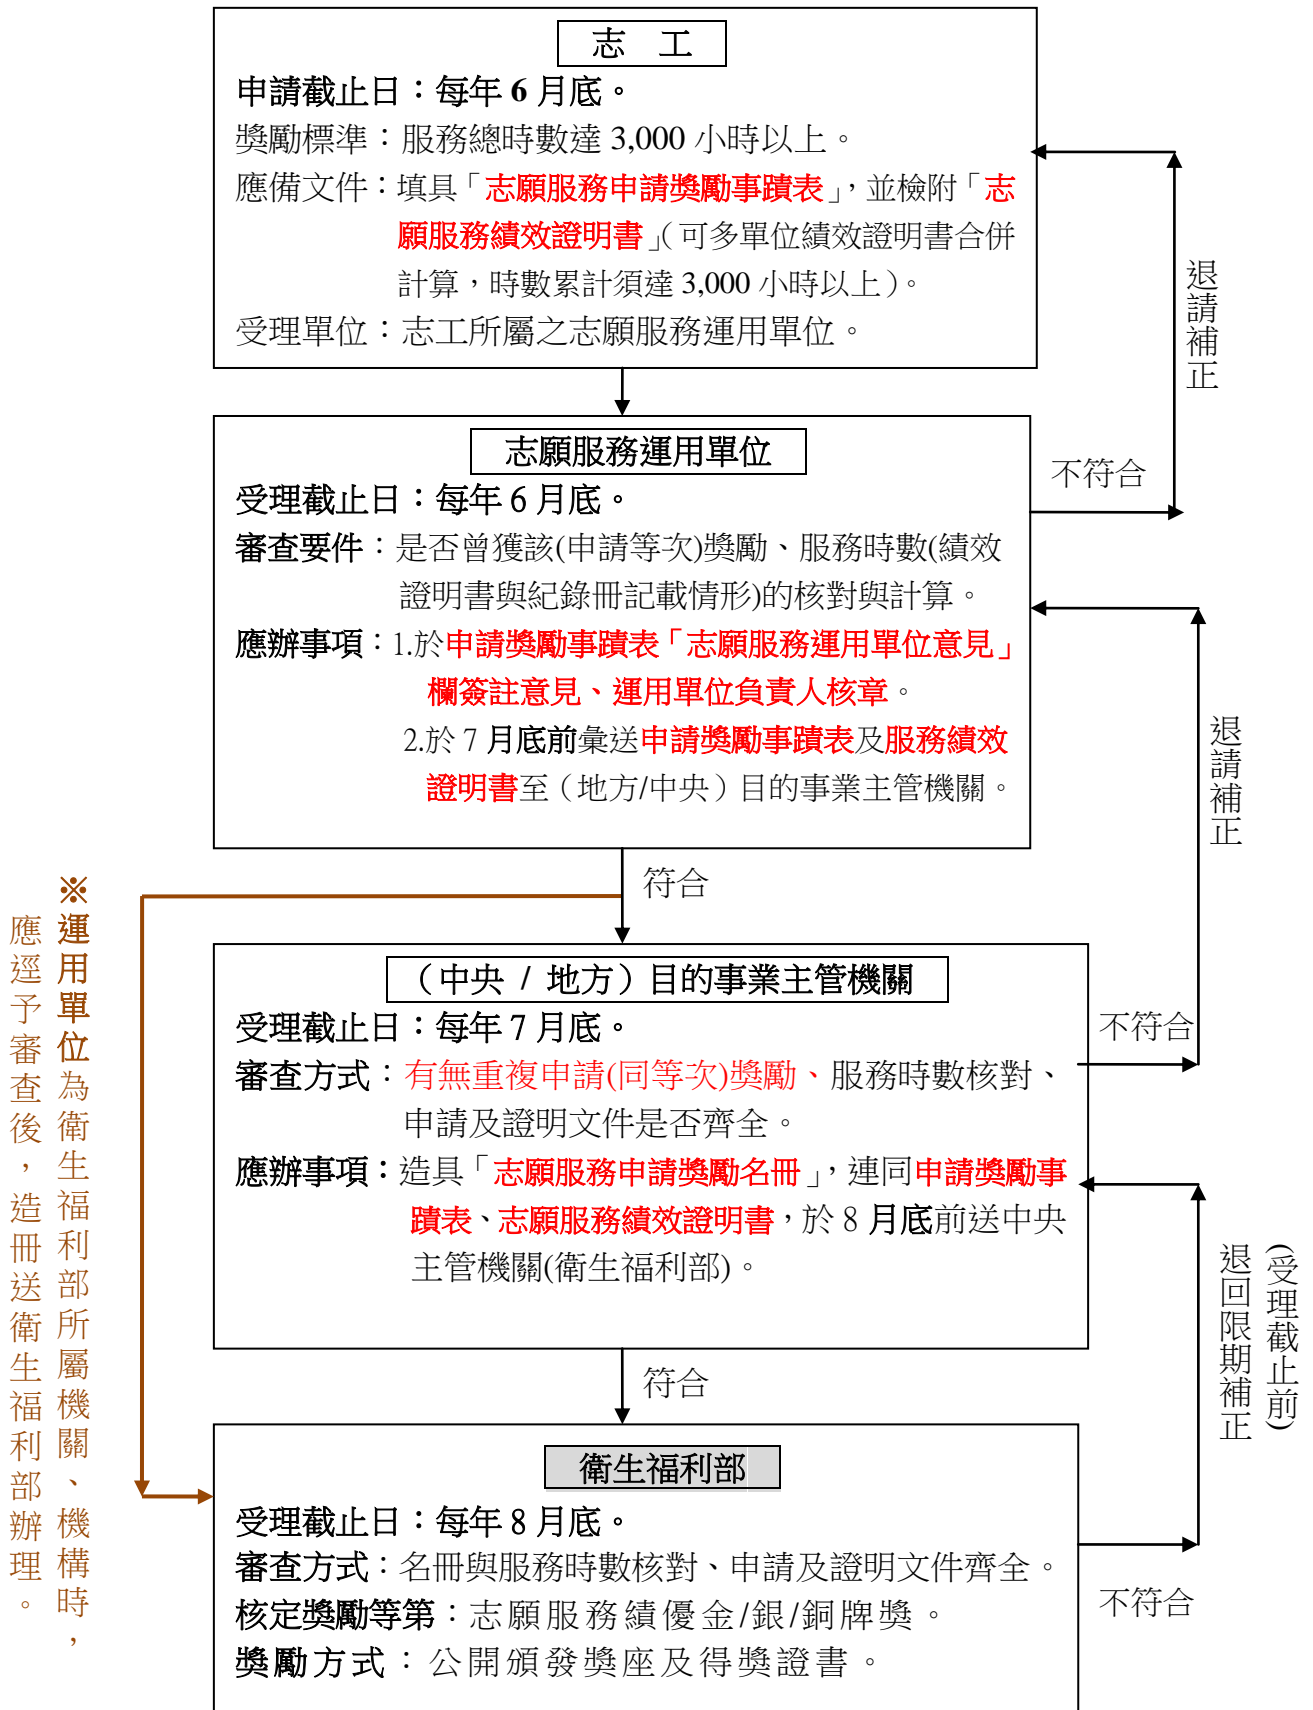 志　工
申請截止日：每年 6 月底。
獎勵標準：服務總時數達 3,000 小時以上。
應備文件：填具「志願服務申請獎勵事蹟表」，並檢附「志
願服務績效證明書」（可多單位績效證明書合併
計算，時數累計須達 3,000 小時以上）。
受理單位：志工所屬之志願服務運用單位。
退請補正
志願服務運用單位
不符合
受理截止日：每年 6 月底。
審查要件：是否曾獲該(申請等次)獎勵、服務時數(績效
證明書與紀錄冊記載情形)的核對與計算。
應辦事項：1.於申請獎勵事蹟表「志願服務運用單位意見」
欄簽註意見、運用單位負責人核章。
2.於 7 月底前彙送申請獎勵事蹟表及服務績效
證明書至（地方/中央）目的事業主管機關。
退請補正
符合
※運用單位為衛生福利部所屬機關、機構時，
應逕予審查後，造冊送衛生福利部辦理。
（中央 / 地方）目的事業主管機關
受理截止日：每年 7 月底。
不符合
審查方式：有無重複申請(同等次)獎勵、服務時數核對、
申請及證明文件是否齊全。
應辦事項：造具「志願服務申請獎勵名冊」，連同申請獎勵事
蹟表、志願服務績效證明書，於 8 月底前送中央
主管機關(衛生福利部)。
(受理截止前)
退回限期補正
符合
衛生福利部
受理截止日：每年 8 月底。
審查方式：名冊與服務時數核對、申請及證明文件齊全。
不符合
核定獎勵等第：志願服務績優金/銀/銅牌獎。
獎勵方式：公開頒發獎座及得獎證書。